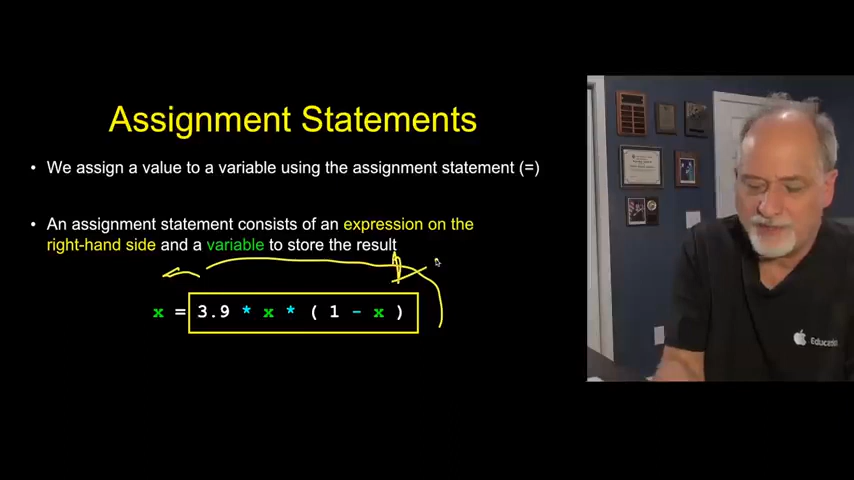 Assignment Statements
• We assign a value to a variable using the assignment statement (=)
• An assignment statement consists of an expression on the
right-hand side and a variable to store the result
x = 3.9 * x * ( 1 - x )
Education